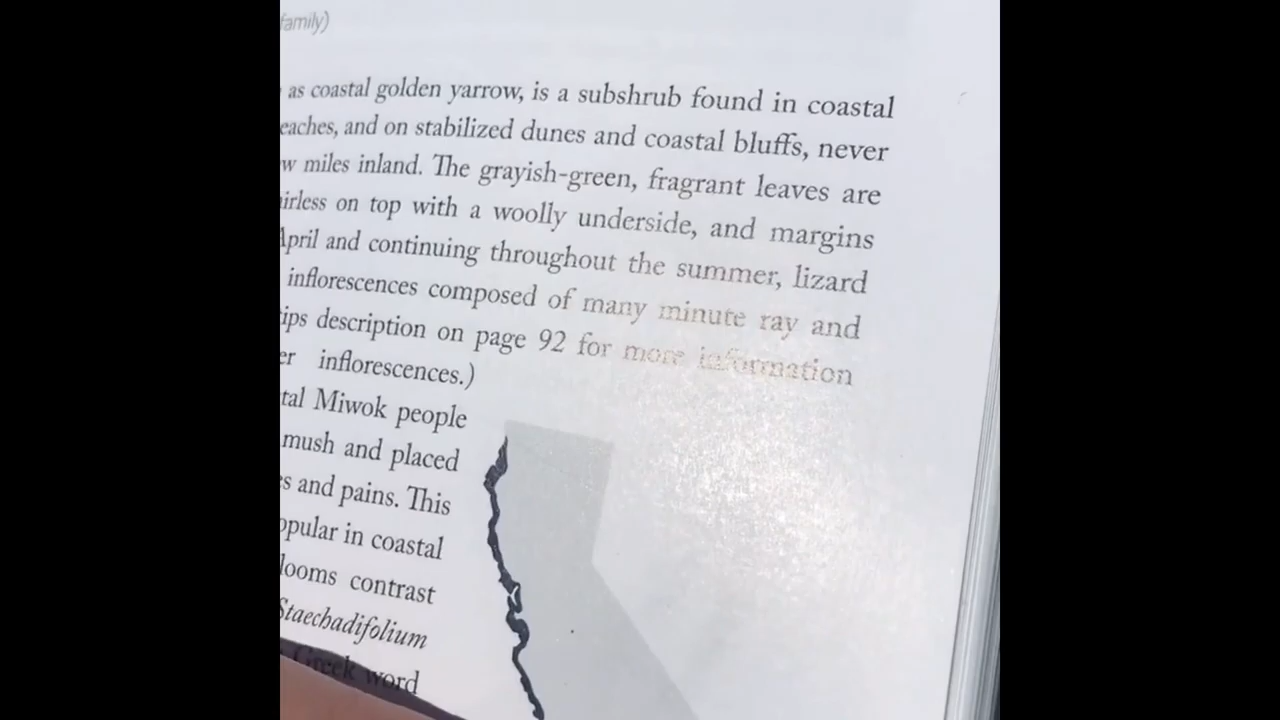 family)
as coastal golden yarrow, is a subshrub found in coastal
eaches, and on stabilized dunes and coastal bluffs, never
w miles inland. The grayish-green, fragrant leaves are
irless on top with a woolly underside, and margins
April and continuing throughout the summer, lizard
inflorescences composed of many minute ray and
ips description on page 92 for more information
er inflorescences.)
tal Miwok people
mush and placed
s and pains. This
opular in coastal
looms contrast
Staechadifolium
Greek word